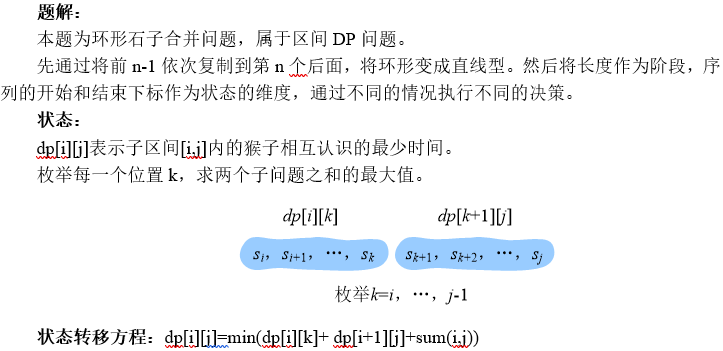 题解：
本题为环形石子合并问题，属于区间 DP 问题。
先通过将前 n-1 依次复制到第 n 个后面，将环形变成直线型。然后将长度作为阶段，序
列的开始和结束下标作为状态的维度，通过不同的情况执行不同的决策。
状态：
dp[i][j]表示子区间[i,j]内的猴子相互认识的最少时间。
枚举每一个位置 k，求两个子问题之和的最大值。
dp[i][k] dp[k+1][j]
si，si+1，…，sk sk+1，sk+2，…，sj
枚举k=i，…，j-1
状态转移方程：dp[i][j]=min(dp[i][k]+ dp[i+1][j]+sum(i,j))